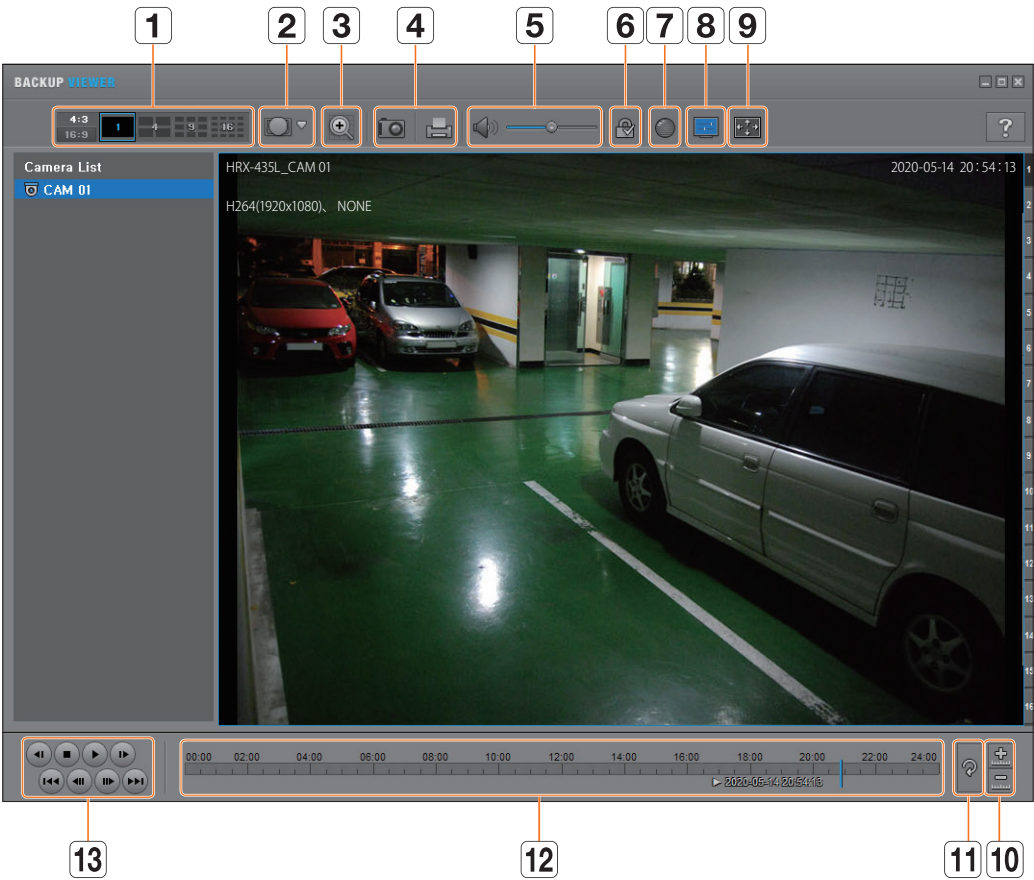 1 2 3 4 5 6 7 8 9
BACKUP VIEWER
4:3
16:9
1 4 9 16
?
Camera List
CAM 01
HRX-435L_CAM 01
2020-05-14 20:54:13
H264(1920x1080)、 NONE
1
2
3
4
5
6
7
8
9
10
11
12
13
14
15
16
00:00 02:00 04:00 06:00 08:00 10:00 12:00 14:00 16:00 18:00 20:00 22:00 24:00
2020-05-14 20:54:13
13 12 11 10